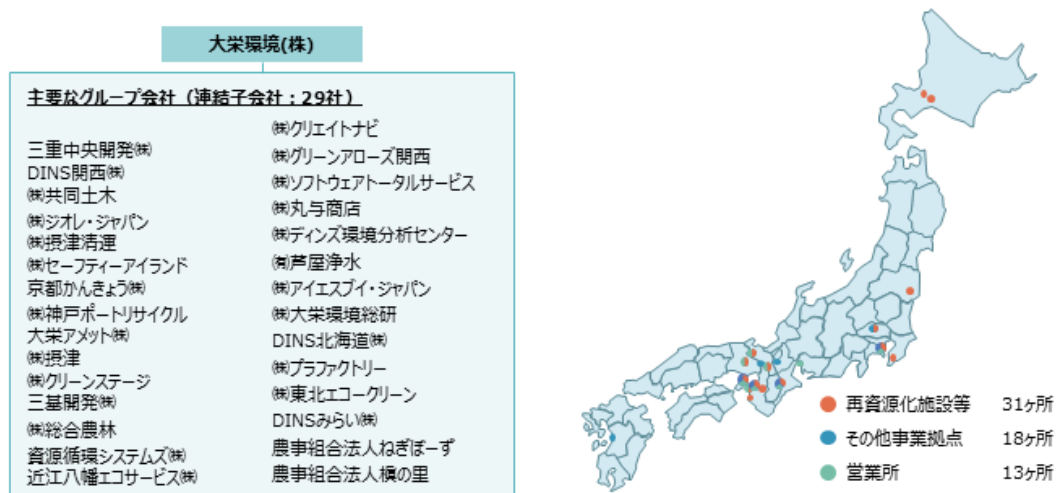 大栄環境(株)
主要なグループ会社（連結子会社：29社）
三重中央開発㈱
DINS関西㈱
㈱共同土木
㈱ジオレ・ジャパン
㈱摂津清運
㈱セーフティーアイランド
京都かんきょう㈱
㈱神戸ポートリサイクル
大栄アメット㈱
㈱摂津
㈱クリーンステージ
三基開発㈱
㈱総合農林
資源循環システムズ㈱
近江八幡エコサービス㈱
㈱クリエイトナビ
㈱グリーンアローズ関西
㈱ソフトウェアトータルサービス
㈱丸与商店
㈱ディンズ環境分析センター
㈲芦屋浄水
㈱アイエスブイ・ジャパン
㈱大栄環境総研
DINS北海道㈱
㈱プラファクトリー
㈱東北エコークリーン
DINSみらい㈱
農事組合法人ねぎぼーず
農事組合法人槇の里
再資源化施設等 31ヶ所
その他事業拠点 18ヶ所
営業所 13ヶ所